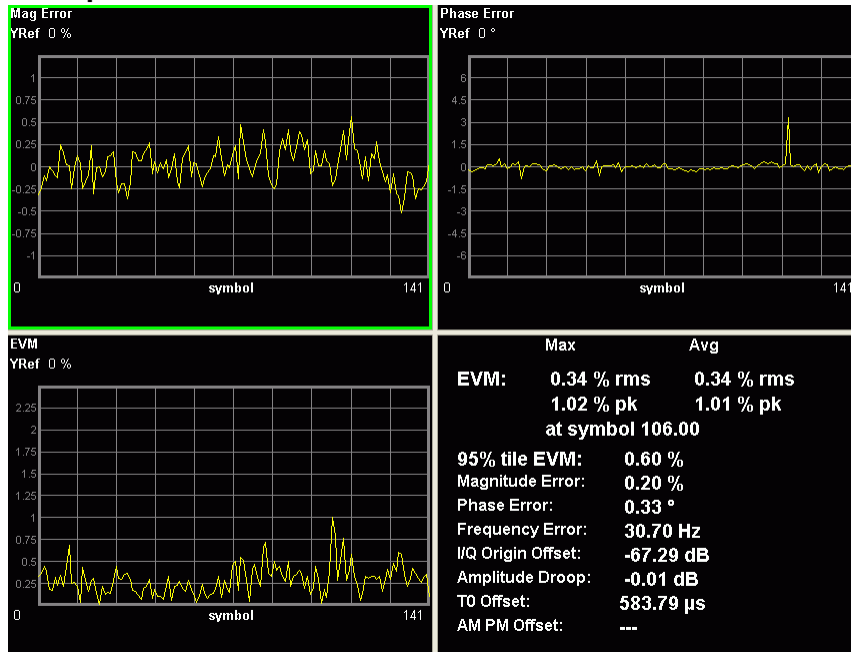 Mag Error
YRef 0 %
1
0.75
0.5
0.25
0
-0.25
-0.5
-0.75
-1
0 symbol 141
Phase Error
YRef 0 °
6
4.5
3
1.5
0
-1.5
-3
-4.5
-6
0 symbol 141
EVM
YRef 0 %
2.25
2
1.75
1.5
1.25
1
0.75
0.5
0.25
0 symbol 141
Max Avg
EVM: 0.34 % rms 0.34 % rms
1.02 % pk 1.01 % pk
at symbol 106.00
95% tile EVM: 0.60 %
Magnitude Error: 0.20 %
Phase Error: 0.33 °
Frequency Error: 30.70 Hz
I/Q Origin Offset: -67.29 dB
Amplitude Droop: -0.01 dB
T0 Offset: 583.79 µs
AM PM Offset: ---